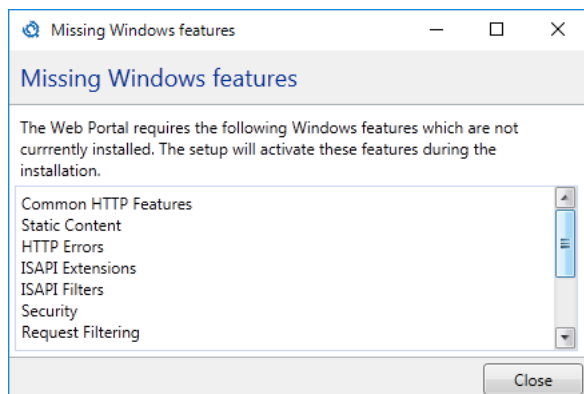 Missing Windows features
Missing Windows features
The Web Portal requires the following Windows features which are not
currrently installed. The setup will activate these features during the
installation.
Common HTTP Features
Static Content
HTTP Errors
ISAPI Extensions
ISAPI Filters
Security
Request Filtering
Close